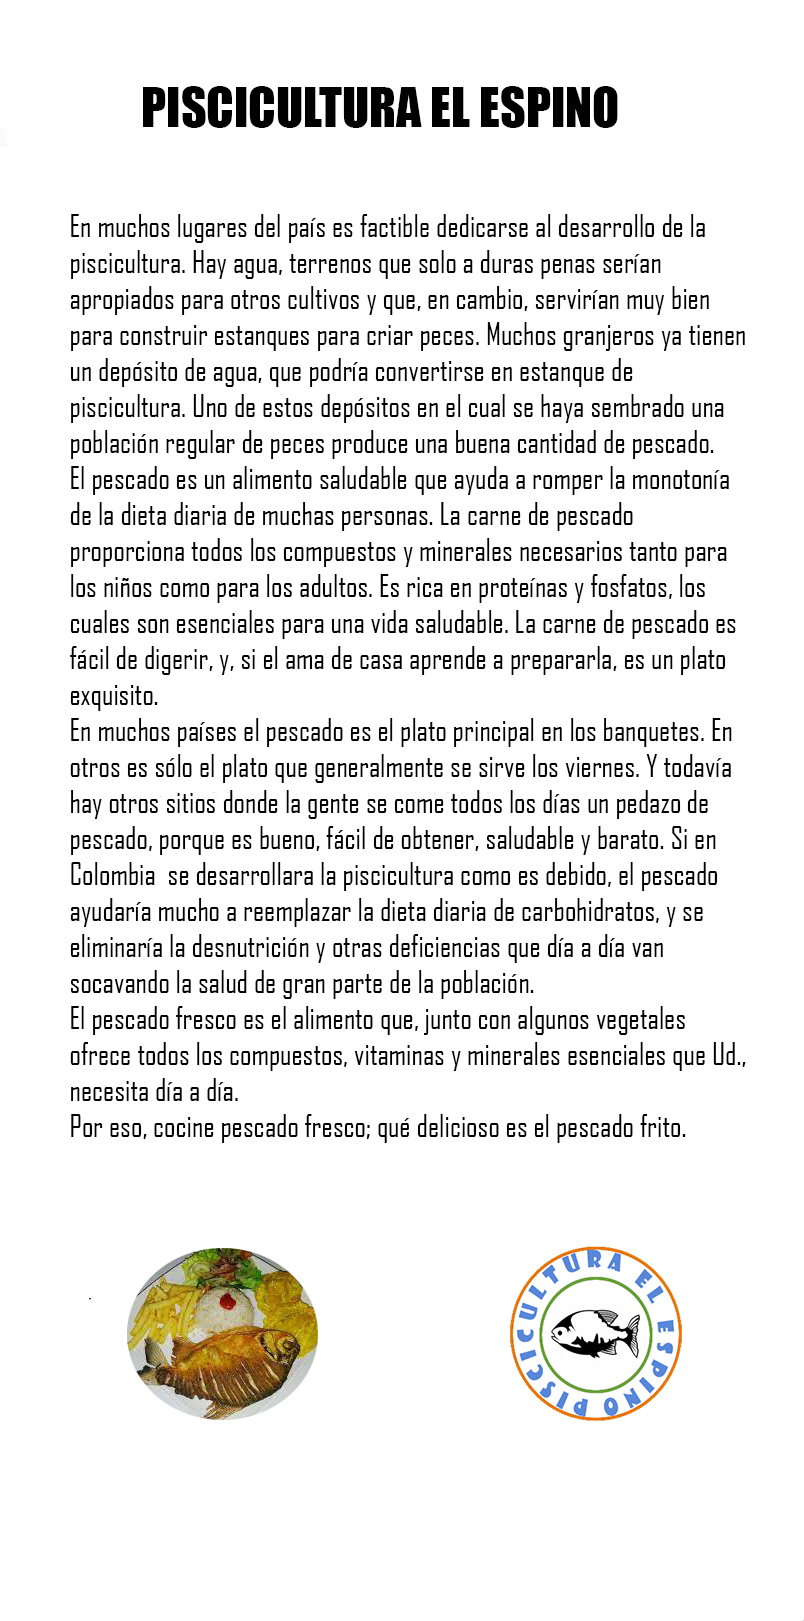 PISCICULTURA EL ESPINO
En muchos lugares del país es factible dedicarse al desarrollo de la
piscicultura. Hay agua, terrenos que solo a duras penas serían
apropiados para otros cultivos y que, en cambio, servirían muy bien
para construir estanques para criar peces. Muchos granjeros ya tienen
un depósito de agua, que podría convertirse en estanque de
piscicultura. Uno de estos depósitos en el cual se haya sembrado una
población regular de peces produce una buena cantidad de pescado.
El pescado es un alimento saludable que ayuda a romper la monotonía
de la dieta diaria de muchas personas. La carne de pescado
proporciona todos los compuestos y minerales necesarios tanto para
los niños como para los adultos. Es rica en proteínas y fosfatos, los
cuales son esenciales para una vida saludable. La carne de pescado es
fácil de digerir, y, si el ama de casa aprende a prepararla, es un plato
exquisito.
En muchos países el pescado es el plato principal en los banquetes. En
otros es sólo el plato que generalmente se sirve los viernes. Y todavía
hay otros sitios donde la gente se come todos los días un pedazo de
pescado, porque es bueno, fácil de obtener, saludable y barato. Si en
Colombia  se desarrollara la piscicultura como es debido, el pescado
ayudaría mucho a reemplazar la dieta diaria de carbohidratos, y se
eliminaría la desnutrición y otras deficiencias que día a día van
socavando la salud de gran parte de la población.
El pescado fresco es el alimento que, junto con algunos vegetales
ofrece todos los compuestos, vitaminas y minerales esenciales que Ud.,
necesita día a día.
Por eso, cocine pescado fresco; qué delicioso es el pescado frito.
PISCICULTURA EL ESPINO